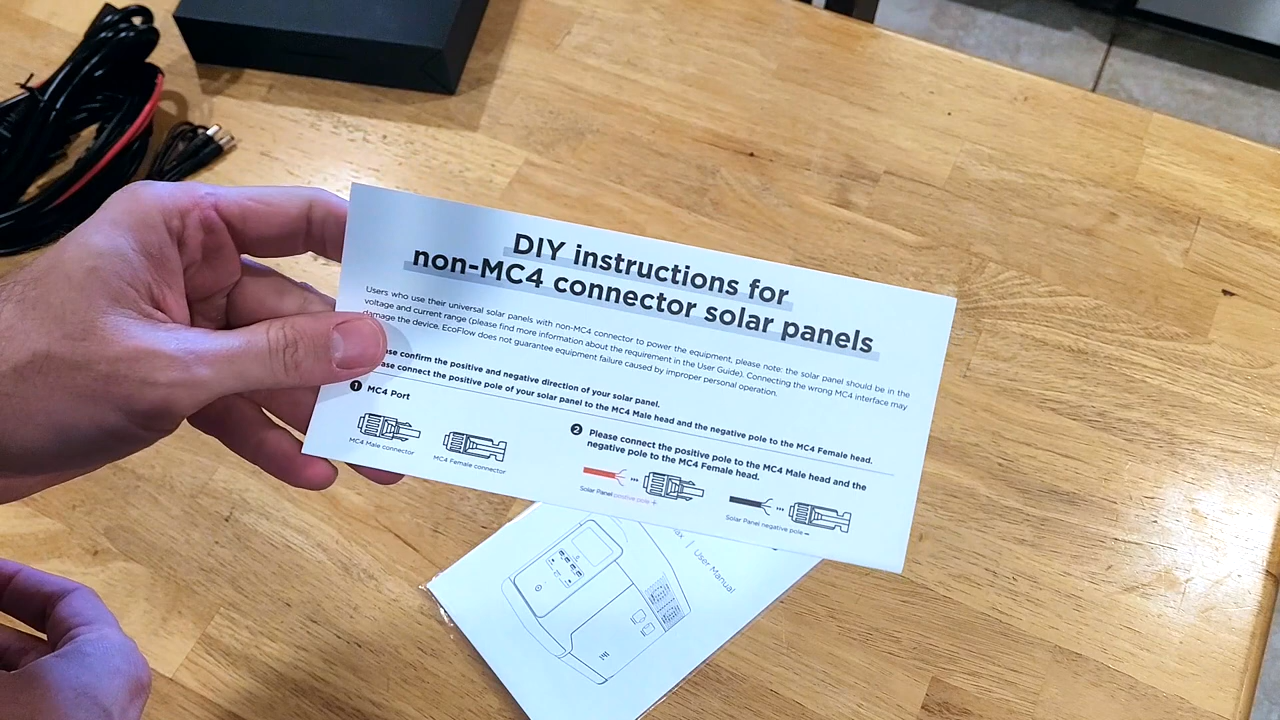 DIY instructions for
non-MC4 connector solar panels
Users who use their universal solar panels with non-MC4 connector to power the equipment, please note: the solar panel should be in the
voltage and current range (please find more information about the requirement in the User Guide). Connecting the wrong MC4 interface may
damage the device. EcoFlow does not guarantee equipment failure caused by improper personal operation.
confirm the positive and negative direction of your solar panel.
connect the positive pole of your solar panel to the MC4 Male head and the negative pole to the MC4 Female head.
1 MC4 Port
MC4 Male connector
MC4 Female connector
2 Please connect the positive pole to the MC4 Male head and the
negative pole to the MC4 Female head.
Solar Panel positive pole +
Solar Panel negative pole -
| User Manual